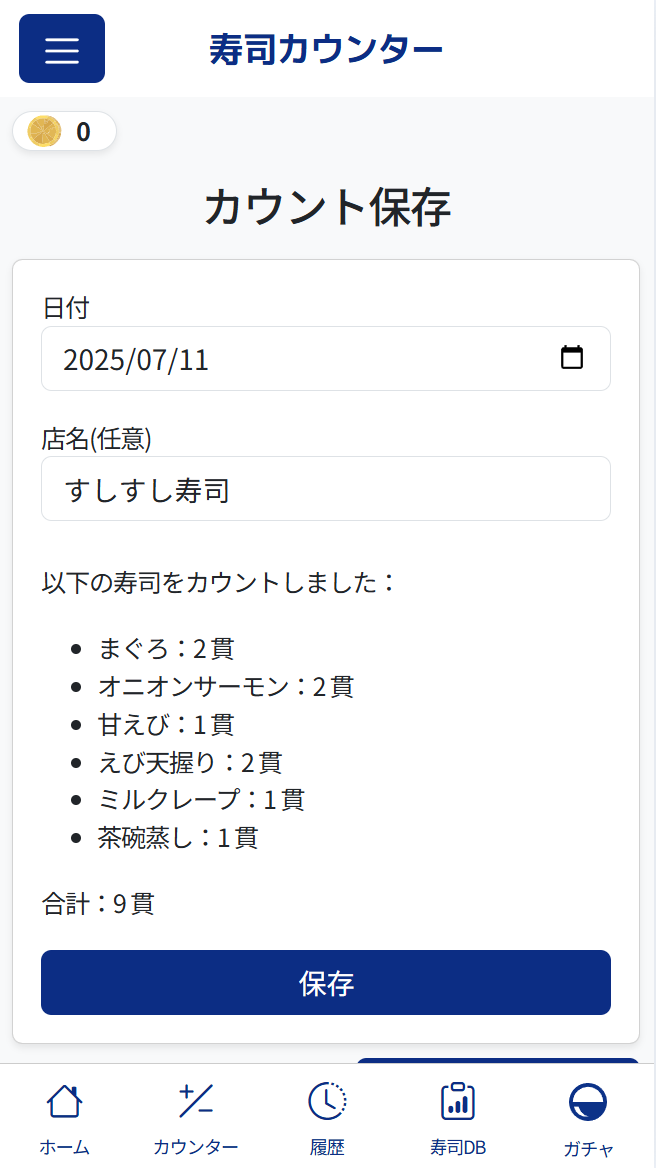 寿司カウンター
0
カウント保存
日付
2025/07/11
店名(任意)
すしすし寿司
以下の寿司をカウントしました：
まぐろ：2 貫
オニオンサーモン：2 貫
甘えび：1 貫
えび天握り：2 貫
ミルクレープ：1 貫
茶碗蒸し：1 貫
合計：9 貫
保存
ホーム
カウンター
履歴
寿司DB
ガチャ